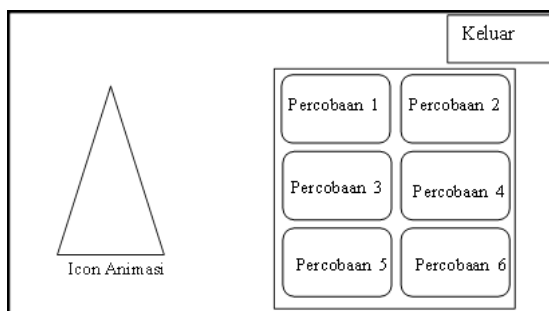 Keluar
Percobaan 1
Percobaan 2
Percobaan 3
Percobaan 4
Percobaan 5
Percobaan 6
Icon Animasi